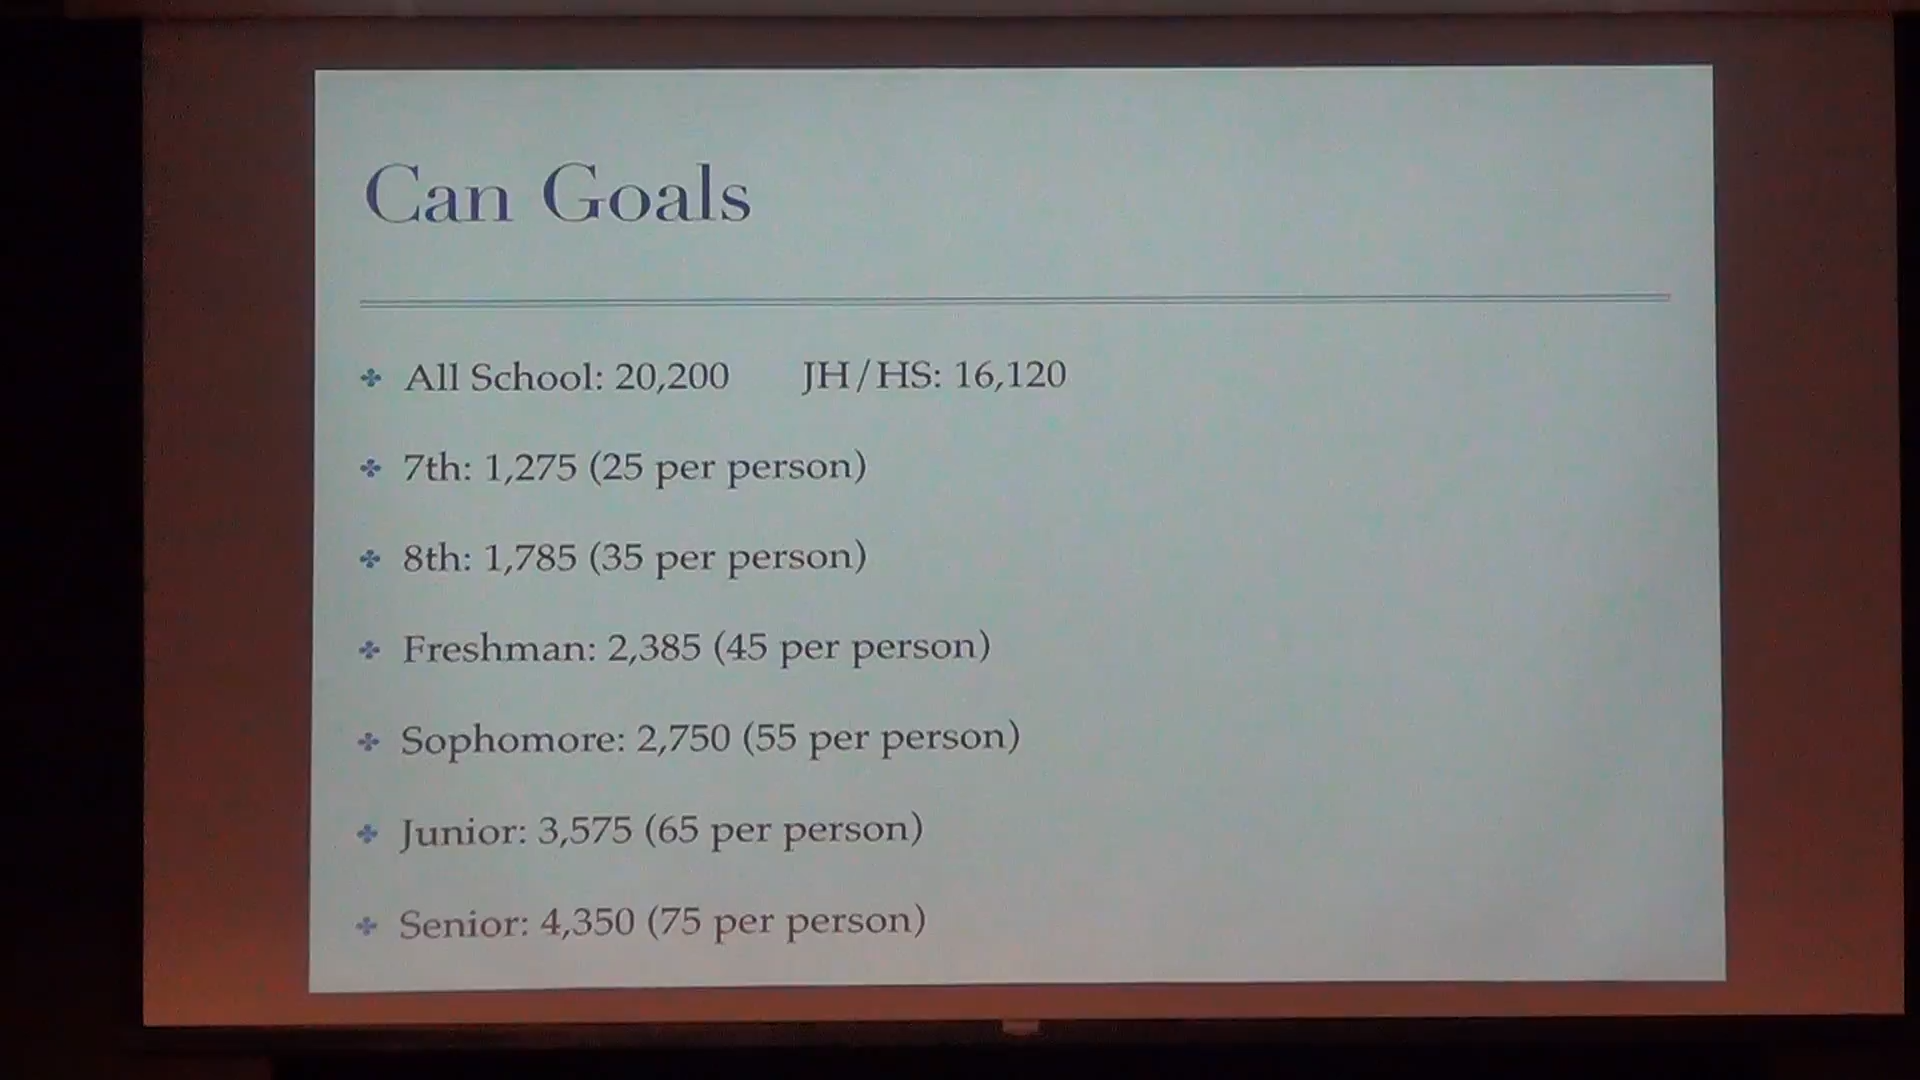 Can Goals
All School: 20,200 JH/HS: 16,120
7th: 1,275 (25 per person)
8th: 1,785 (35 per person)
Freshman: 2,385 (45 per person)
Sophomore: 2,750 (55 per person)
Junior: 3,575 (65 per person)
Senior: 4,350 (75 per person)